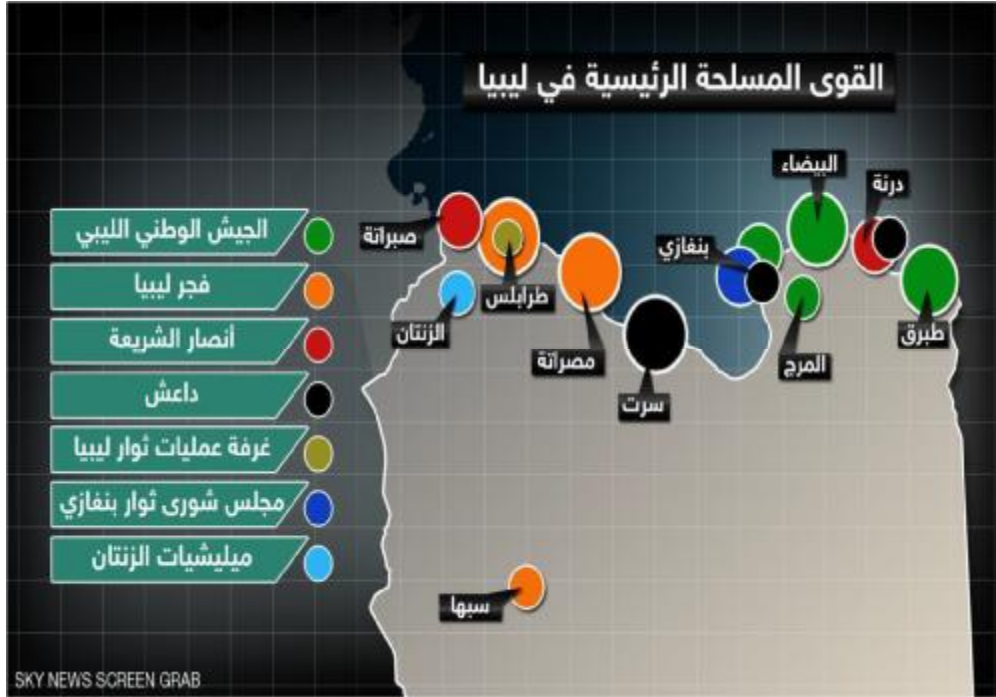 القوى المسلحة الرئيسية في ليبيا
البيضاء
درنة
صبراتة
بنغازي
طرابلس
الزنتان
مصراتة
المرج
طبرق
سرت
سبها
الجيش الوطني الليبي
فجر ليبيا
أنصار الشريعة
داعش
غرفة عمليات ثوار ليبيا
مجلس شورى ثوار بنغازي
ميليشيات الزنتان
SKY NEWS SCREEN GRAB